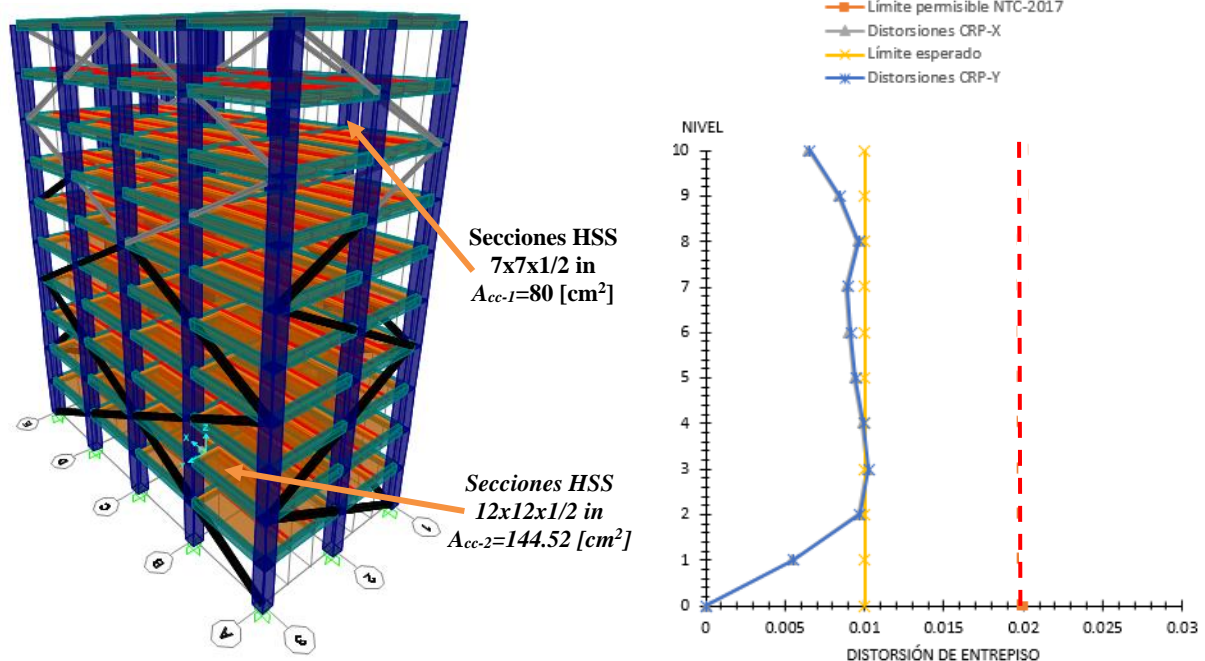 Secciones HSS
7x7x1/2 in
Acc-1=80 [cm²]
Secciones HSS
12x12x1/2 in
Acc-2=144.52 [cm²]
E
D
C
B
A
1
2
3
Límite permisible NTC-2017
Distorsiones CRP-X
Límite esperado
Distorsiones CRP-Y
NIVEL
10
9
8
7
6
5
4
3
2
1
0
0
0.005
0.01
0.015
0.02
0.025
0.03
DISTORSIÓN DE ENTREPISO